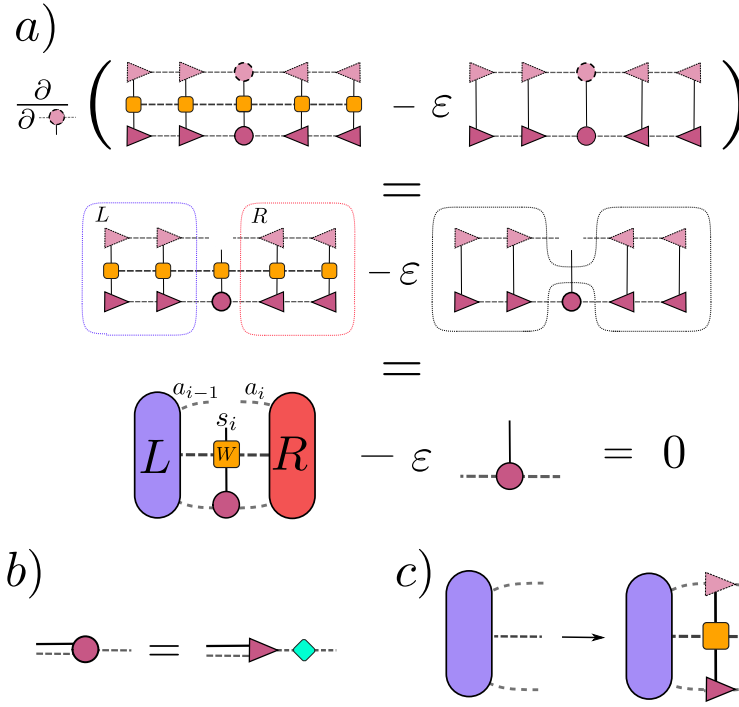 a)
∂
∂ ( − ε )
=
L R − ε
=
a_{i−1} a_i
s_i
L W R − ε = 0
b) c)
= →